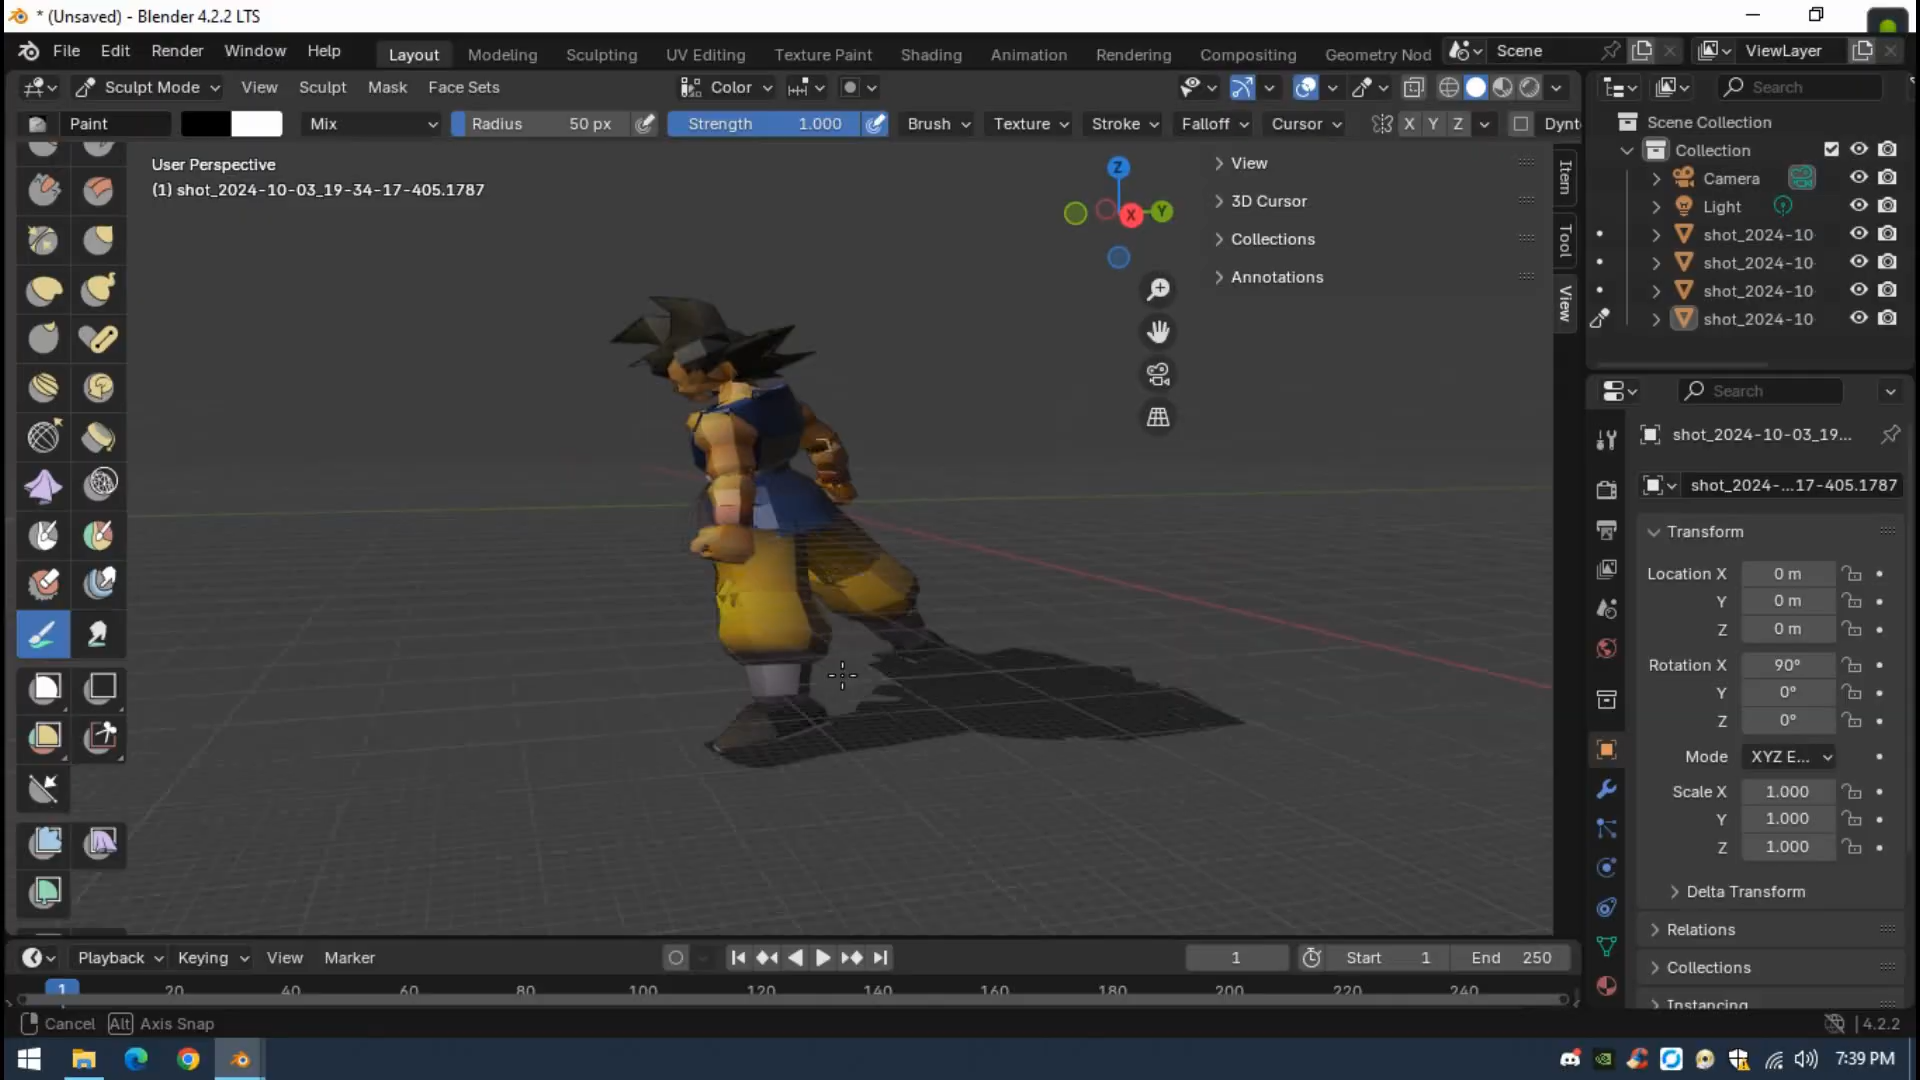 * (Unsaved) - Blender 4.2.2 LTS
File Edit Render Window Help Layout Modeling Sculpting UV Editing Texture Paint Shading Animation Rendering Compositing Geometry Nod Scene ViewLayer
Sculpt Mode View Sculpt Mask Face Sets Color Search
Paint Mix Radius 50 px Strength 1.000 Brush Texture Stroke Falloff Cursor X Y Z Dynt
User Perspective
(1) shot_2024-10-03_19-34-17-405.1787
Z
X
Y
View
3D Cursor
Collections
Annotations
Item
Tool
View
Scene Collection
Collection
Camera
Light
shot_2024-10
shot_2024-10
shot_2024-10
shot_2024-10
Search
shot_2024-10-03_19...
shot_2024-...17-405.1787
Transform
Location X 0 m
Y 0 m
Z 0 m
Rotation X 90°
Y 0°
Z 0°
Mode XYZ E...
Scale X 1.000
Y 1.000
Z 1.000
Delta Transform
Relations
Collections
Instancing
Playback Keying View Marker 1 Start 1 End 250
1 20 40 60 80 100 120 140 160 180 200 220 240
Cancel Alt Axis Snap 4.2.2
7:39 PM